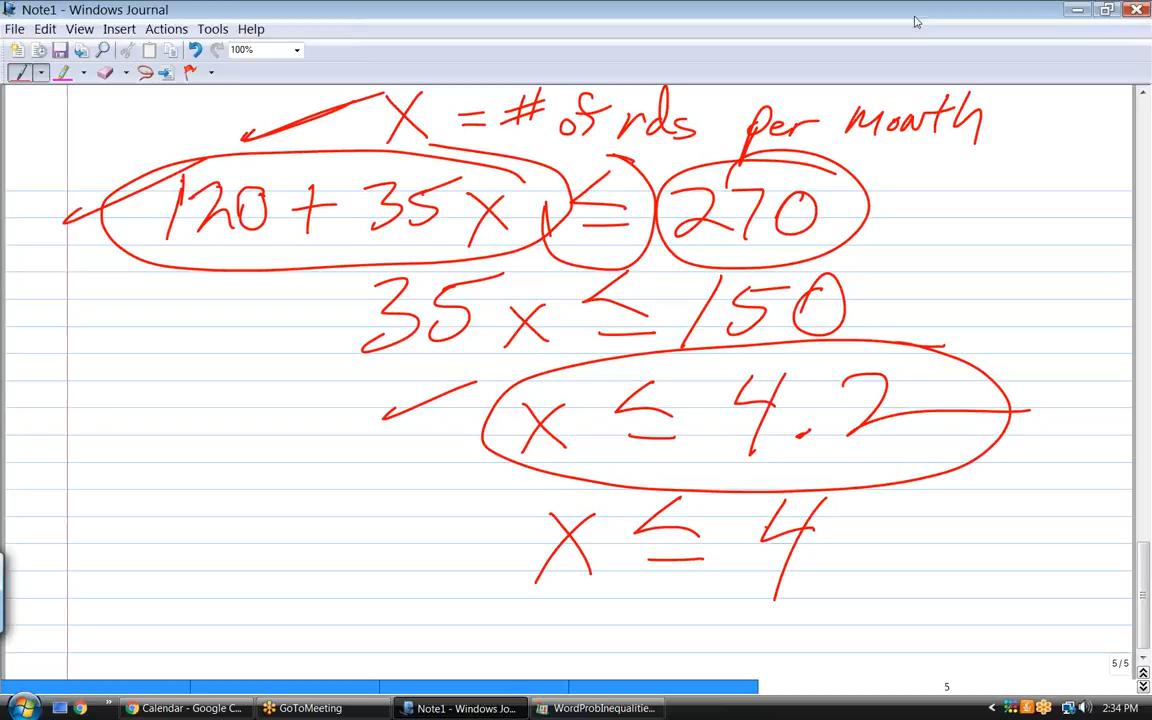 Note1 - Windows Journal
File Edit View Insert Actions Tools Help
100%
X = # of rds per month
120 + 35x ≤ 270
35x ≤ 150
x ≤ 4.2
x ≤ 4
5/5
5
Calendar - Google C... GoToMeeting Note1 - Windows Jo... WordProbInequalitie... 2:34 PM